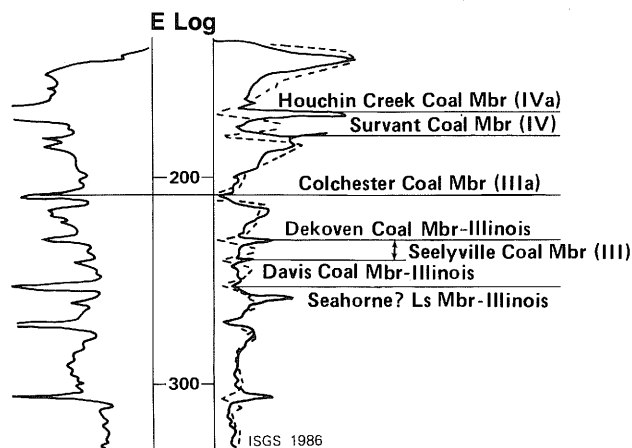 E Log
Houchin Creek Coal Mbr (IVa)
Survant Coal Mbr (IV)
200
Colchester Coal Mbr (IIIa)
Dekoven Coal Mbr-Illinois
Seelyville Coal Mbr (III)
Davis Coal Mbr-Illinois
Seahorne? Ls Mbr-Illinois
300
ISGS 1986